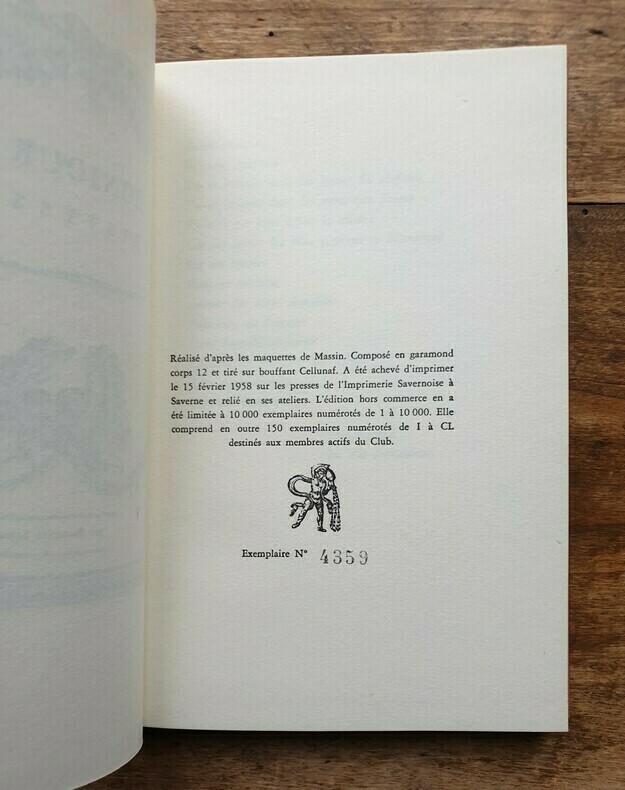 Réalisé d'après les maquettes de Massin. Composé en garamond
corps 12 et tiré sur bouffant Cellunaf. A été achevé d'imprimer
le 15 février 1958 sur les presses de l'Imprimerie Savernoise à
Saverne et relié en ses ateliers. L'édition hors commerce en a
été limitée à 10 000 exemplaires numérotés de 1 à 10 000. Elle
comprend en outre 150 exemplaires numérotés de I à CL
destinés aux membres actifs du Club.
Exemplaire N° 4359